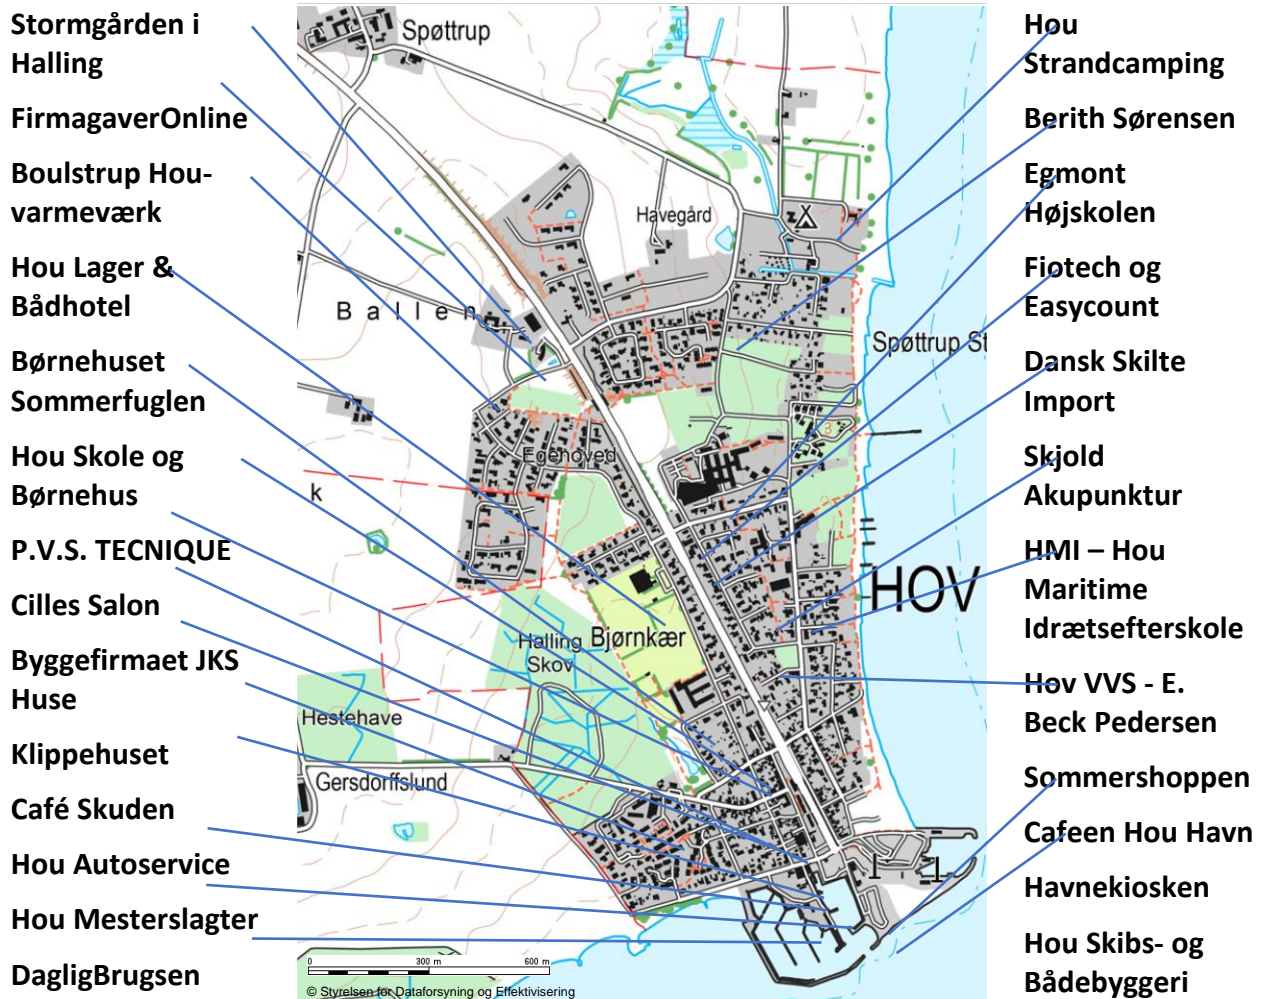 Stormgården i
Halling
FirmagaverOnline
Boulstrup Hou-
varmeværk
Hou Lager &
Bådhotel
Børnehuset
Sommerfuglen
Hou Skole og
Børnehus
P.V.S. TECNIQUE
Cilles Salon
Byggefirmaet JKS
Huse
Klippehuset
Café Skuden
Hou Autoservice
Hou Mesterslagter
DagligBrugsen
Spøttrup
Havegård
Ballen
Spøttrup St
Egehoved
k
HOV
Halling
Skov
Bjørnkær
Hestehave
Gersdorffslund
0 300 m 600 m
© Styrelsen for Dataforsyning og Effektivisering
Hou
Strandcamping
Berith Sørensen
Egmont
Højskolen
Fiotech og
Easycount
Dansk Skilte
Import
Skjold
Akupunktur
HMI – Hou
Maritime
Idrætsefterskole
Hov VVS - E.
Beck Pedersen
Sommershoppen
Cafeen Hou Havn
Havnekiosken
Hou Skibs- og
Bådebyggeri